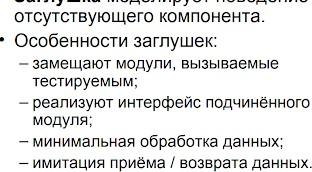 Заглушка моделирует поведение
отсутствующего компонента.
• Особенности заглушек:
– замещают модули, вызываемые
тестируемым;
– реализуют интерфейс подчинённого
модуля;
– минимальная обработка данных;
– имитация приёма / возврата данных.